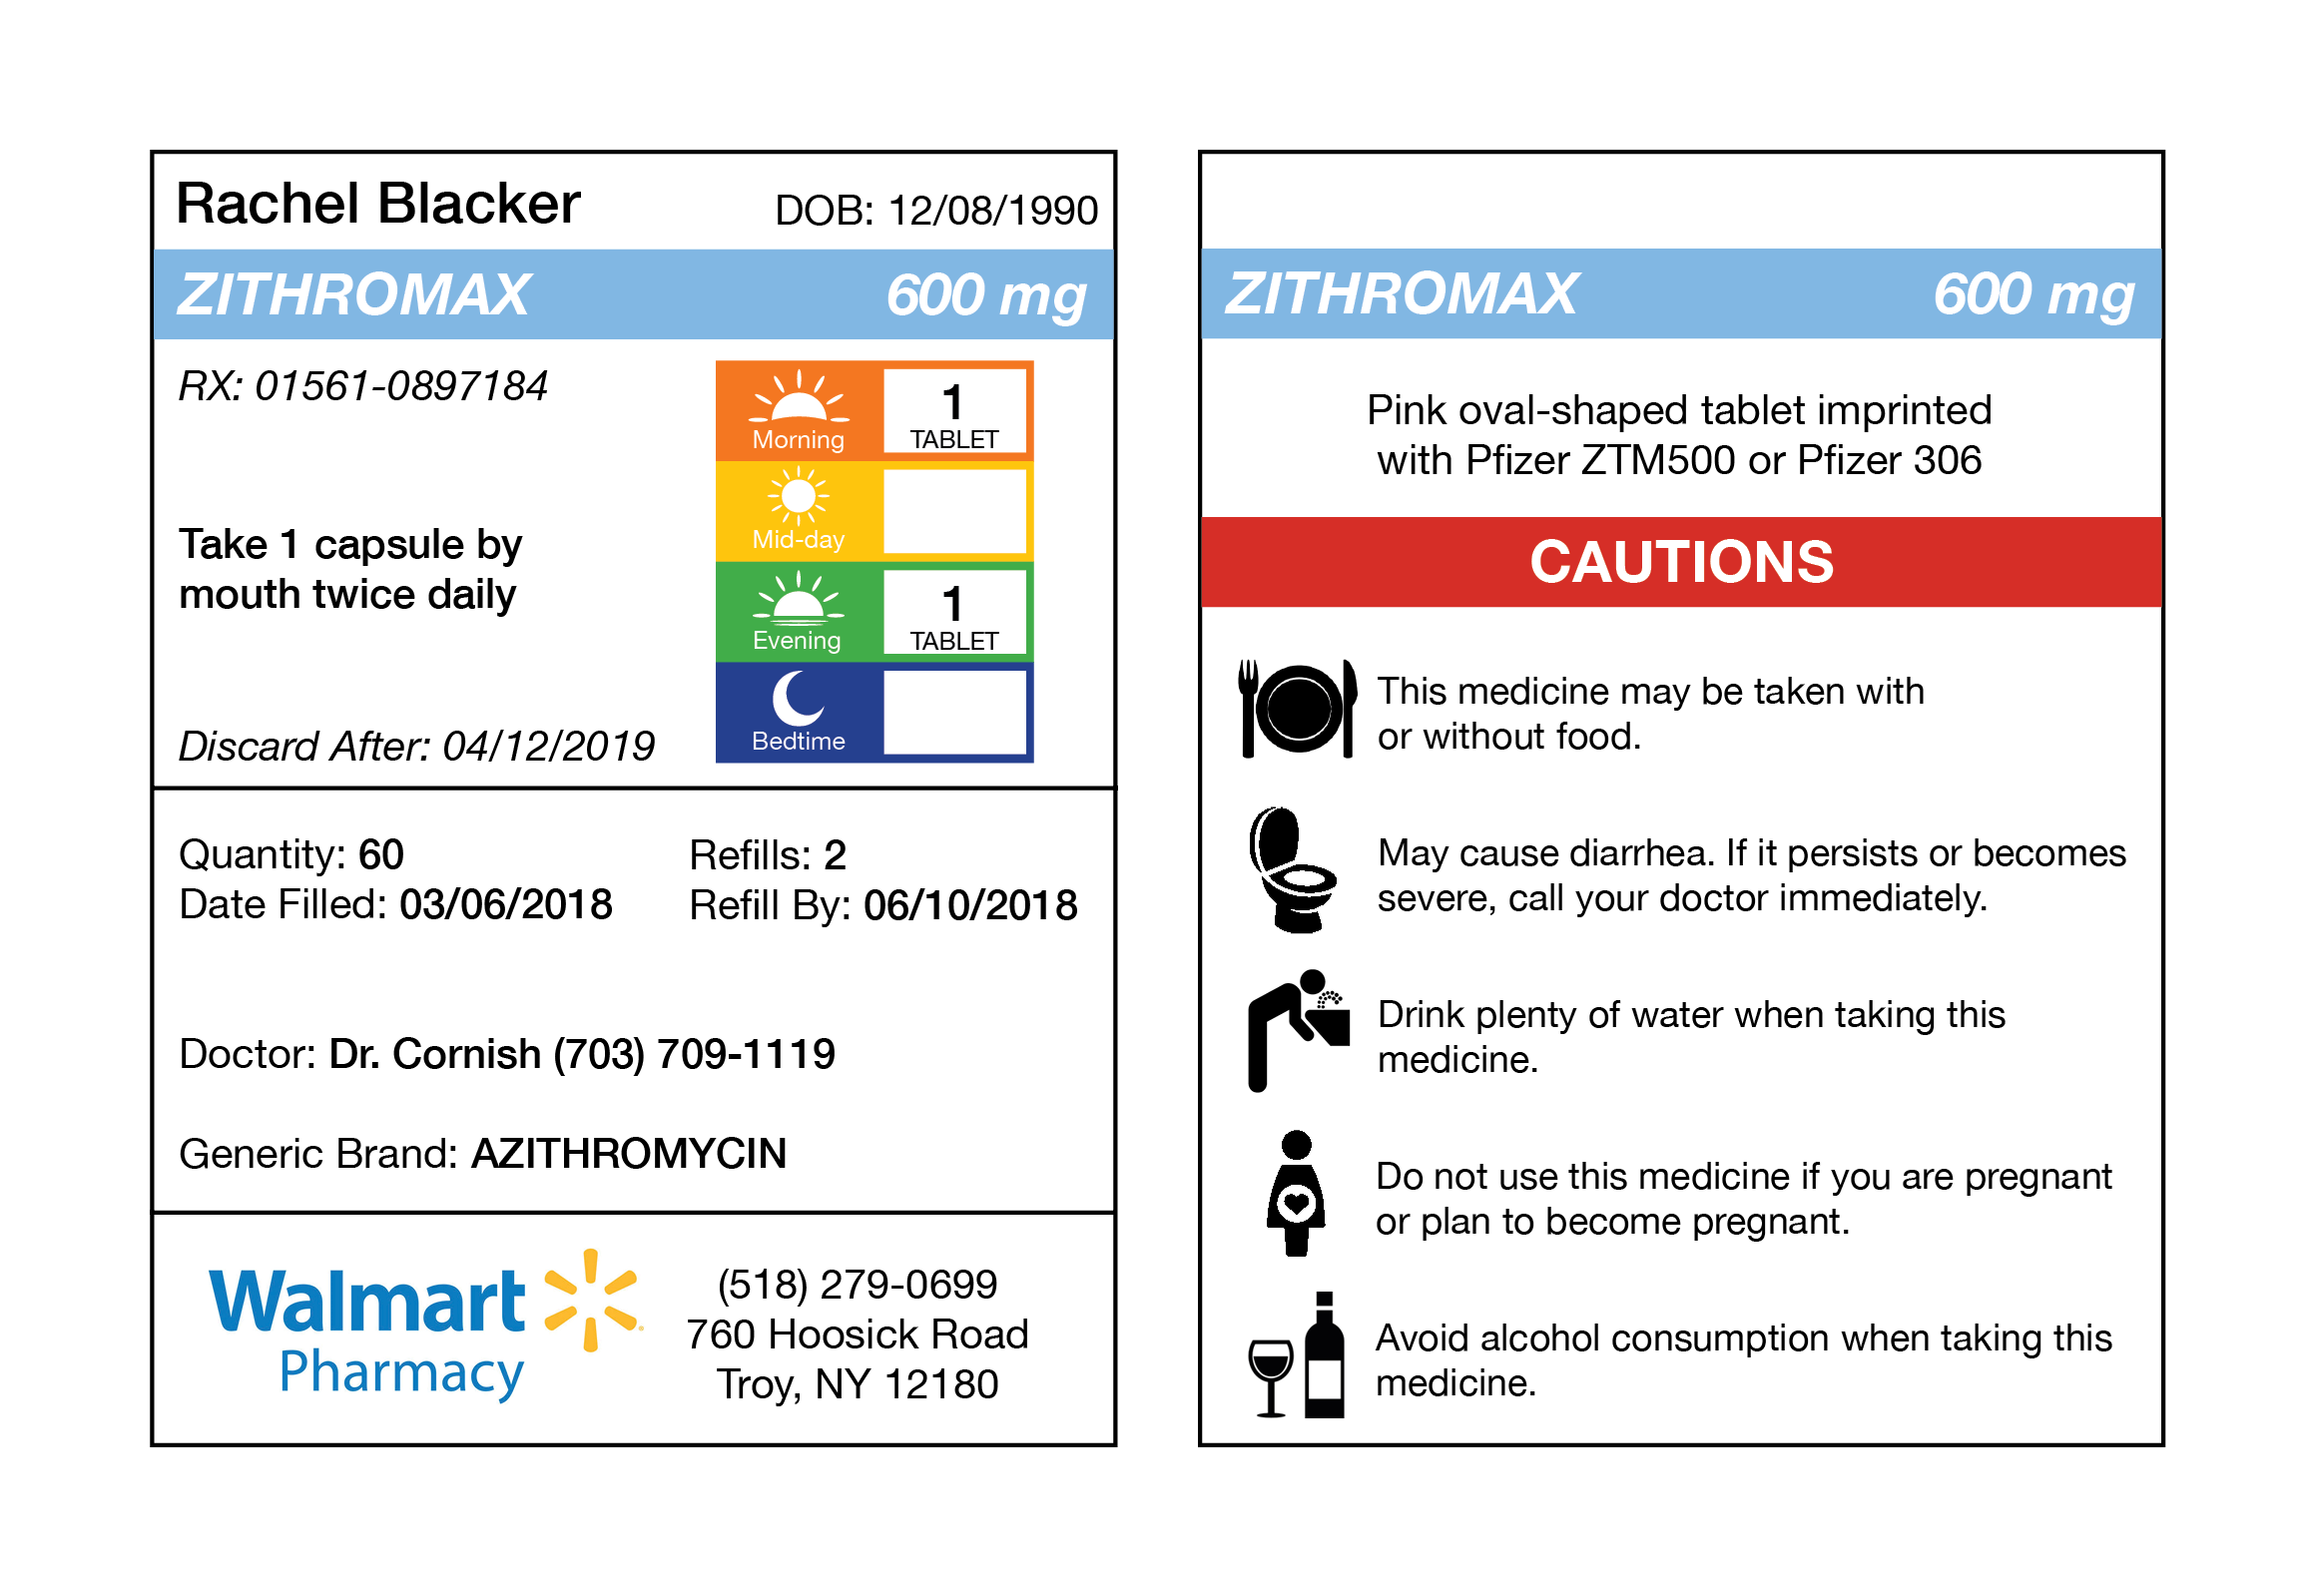 Rachel Blacker DOB: 12/08/1990
ZITHROMAX 600 mg
RX: 01561-0897184
Take 1 capsule by
mouth twice daily
Discard After: 04/12/2019
Morning 1 TABLET
Mid-day
Evening 1 TABLET
Bedtime
Quantity: 60 Refills: 2
Date Filled: 03/06/2018 Refill By: 06/10/2018
Doctor: Dr. Cornish (703) 709-1119
Generic Brand: AZITHROMYCIN
Walmart
Pharmacy
(518) 279-0699
760 Hoosick Road
Troy, NY 12180
ZITHROMAX 600 mg
Pink oval-shaped tablet imprinted
with Pfizer ZTM500 or Pfizer 306
CAUTIONS
This medicine may be taken with
or without food.
May cause diarrhea. If it persists or becomes
severe, call your doctor immediately.
Drink plenty of water when taking this
medicine.
Do not use this medicine if you are pregnant
or plan to become pregnant.
Avoid alcohol consumption when taking this
medicine.